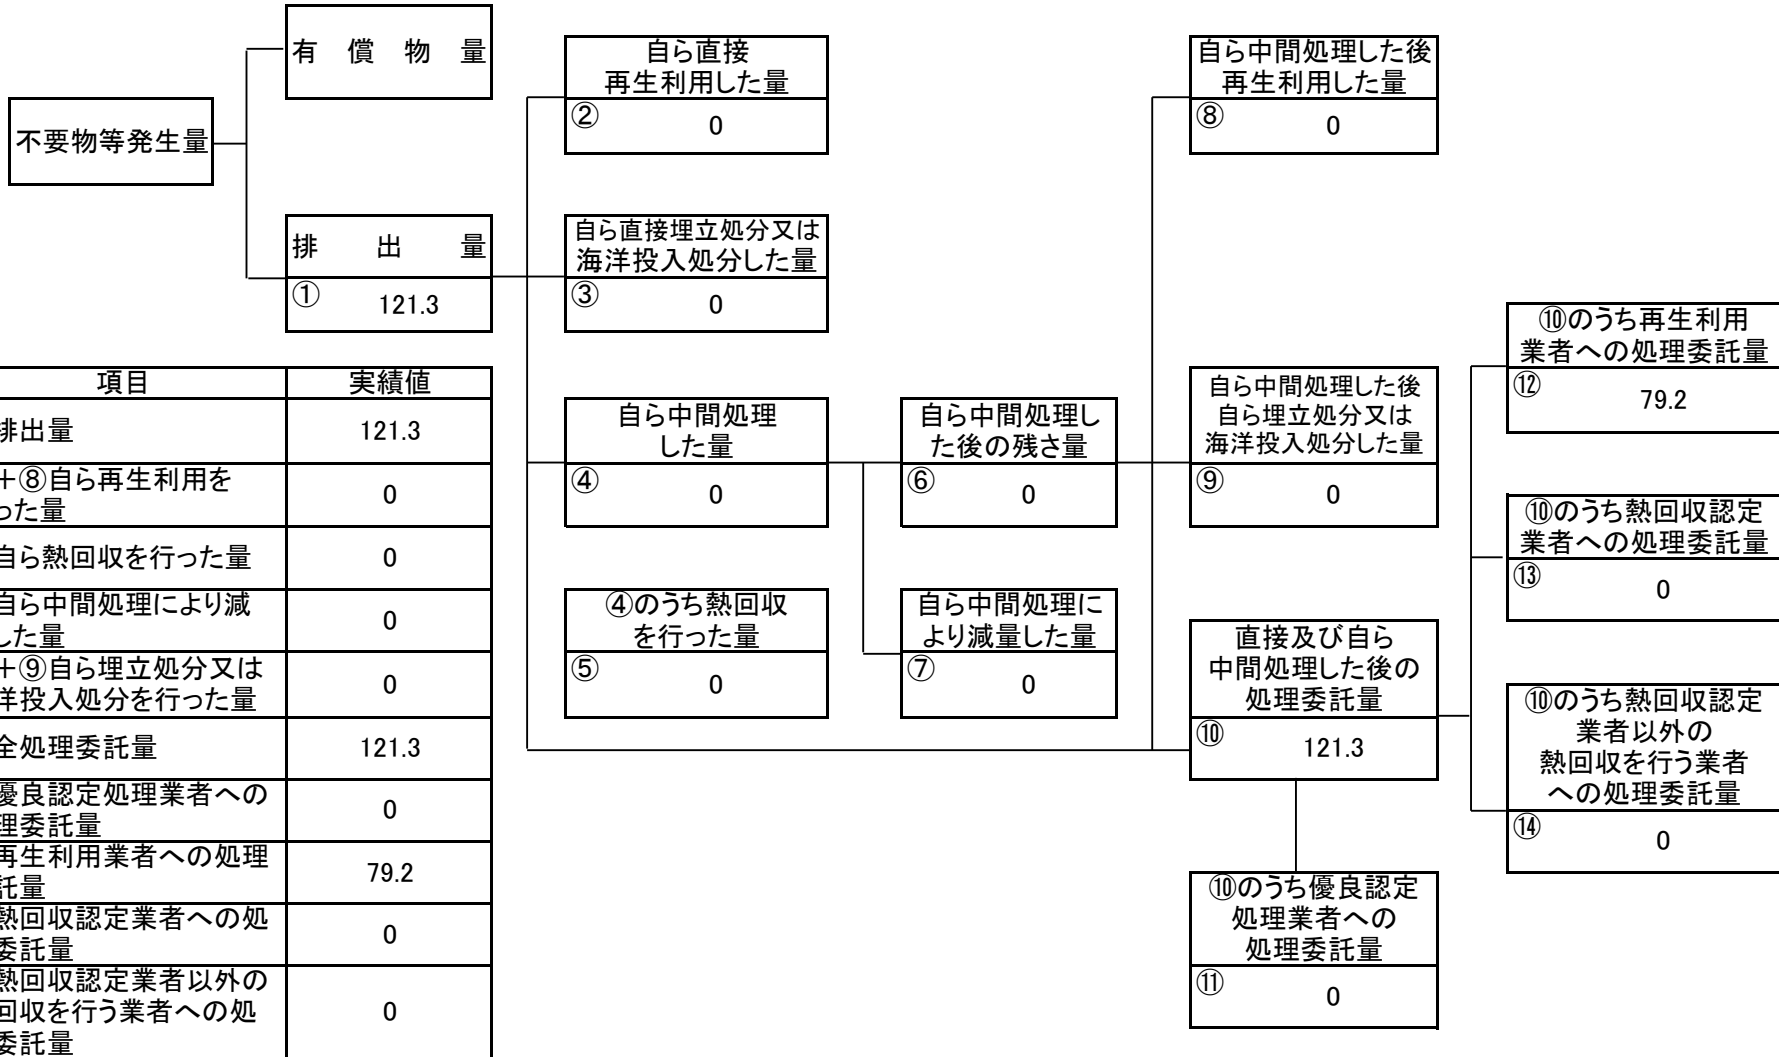 有償物量
不要物等発生量
排出量
① 121.3
自ら直接
再生利用した量
② 0
自ら直接埋立処分又は
海洋投入処分した量
③ 0
自ら中間処理
した量
④ 0
④のうち熱回収
を行った量
⑤ 0
自ら中間処理し
た後の残さ量
⑥ 0
自ら中間処理に
より減量した量
⑦ 0
自ら中間処理した後
再生利用した量
⑧ 0
自ら中間処理した後
自ら埋立処分又は
海洋投入処分した量
⑨ 0
直接及び自ら
中間処理した後の
処理委託量
⑩ 121.3
⑩のうち優良認定
処理業者への
処理委託量
⑪ 0
⑩のうち再生利用
業者への処理委託量
⑫ 79.2
⑩のうち熱回収認定
業者への処理委託量
⑬ 0
⑩のうち熱回収認定
業者以外の
熱回収を行う業者
への処理委託量
⑭ 0
項目 実績値
排出量 121.3
+⑧自ら再生利用を
った量 0
自ら熱回収を行った量 0
自ら中間処理により減
した量 0
+⑨自ら埋立処分又は
洋投入処分を行った量 0
全処理委託量 121.3
優良認定処理業者への
理委託量 0
再生利用業者への処理
託量 79.2
熱回収認定業者への処
委託量 0
熱回収認定業者以外の
回収を行う業者への処
委託量 0